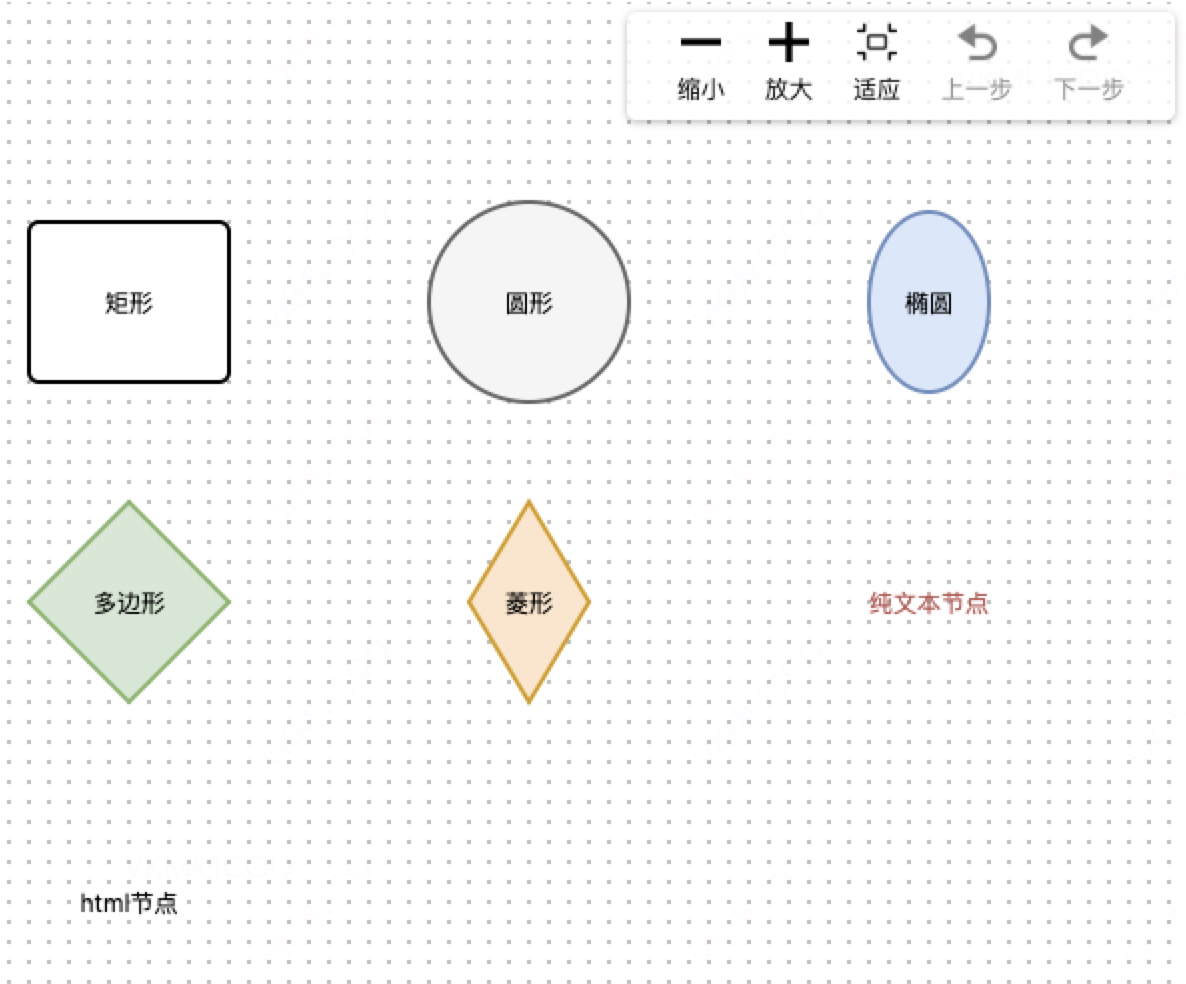 缩小 放大 适应 上一步 下一步
矩形 圆形 椭圆
多边形 菱形 纯文本节点
html节点